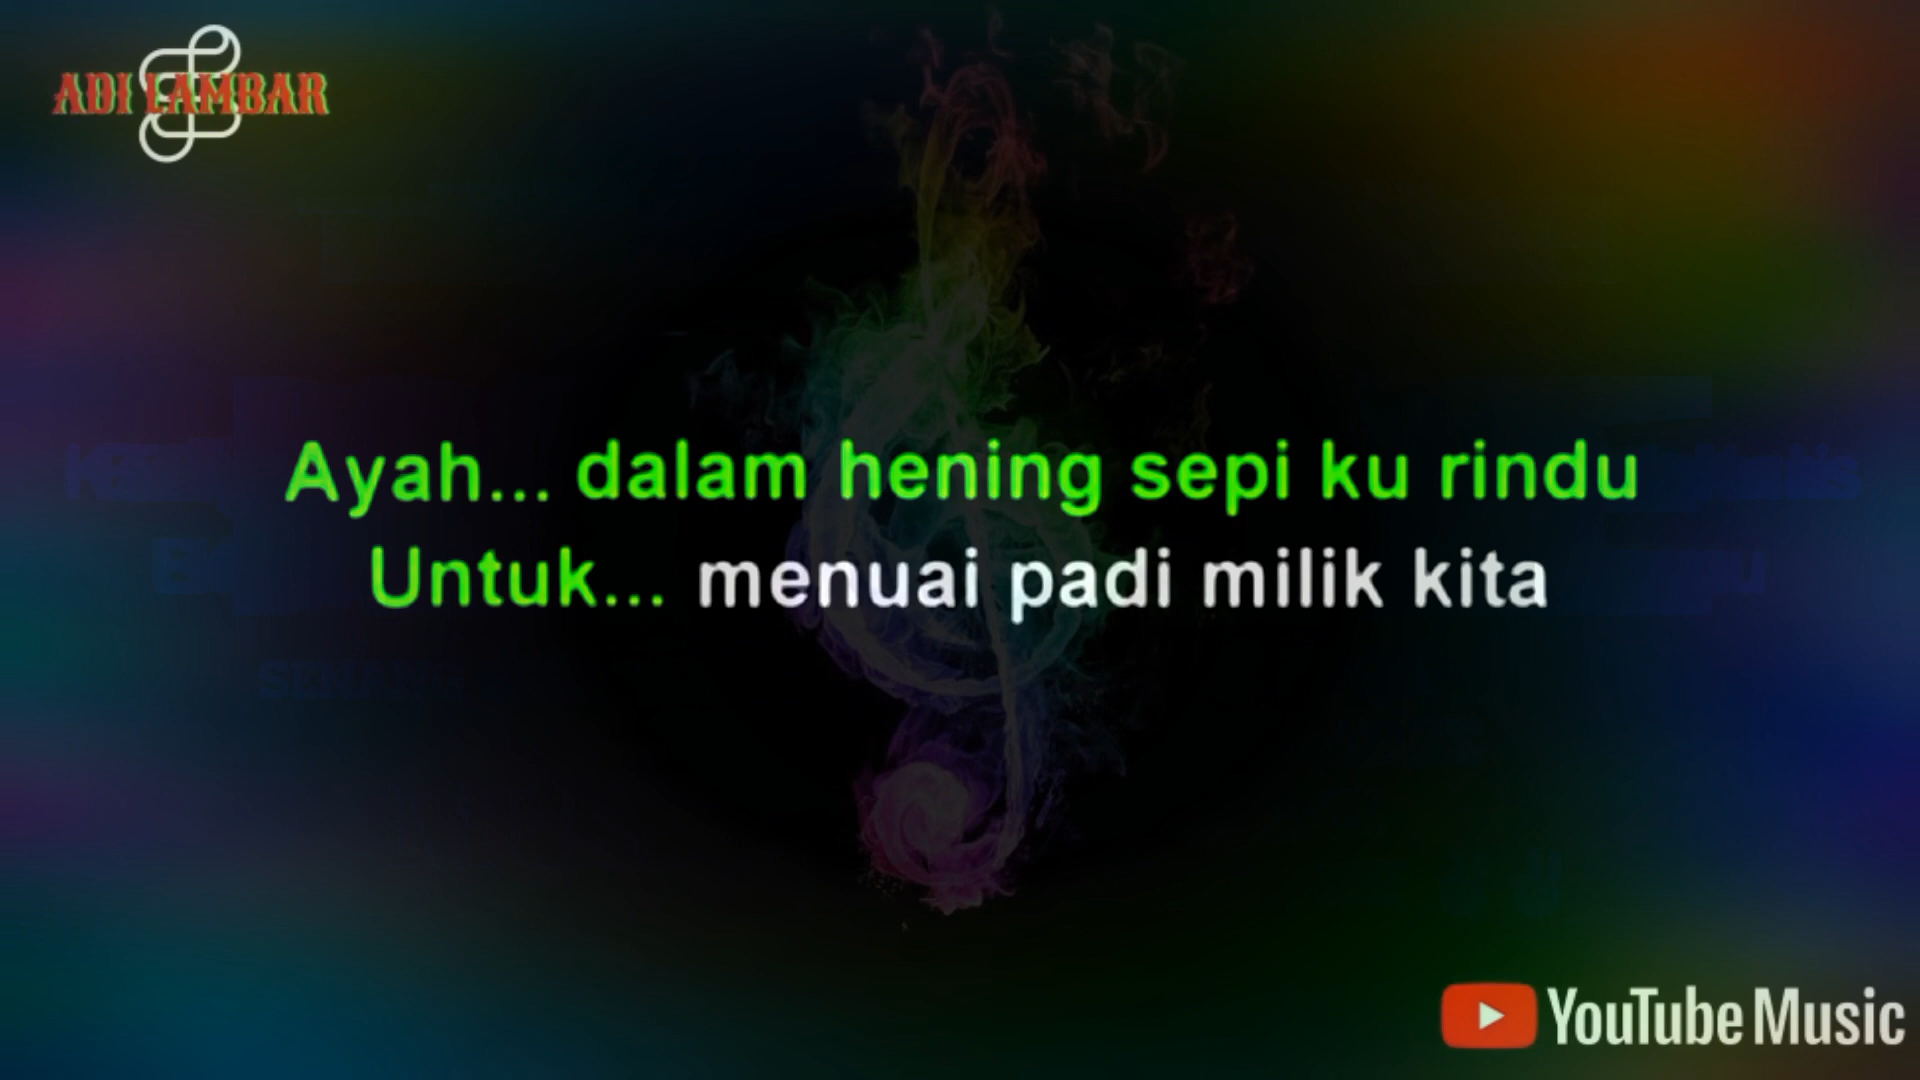 ADI LAMBAR
Ayah... dalam hening sepi ku rindu
Untuk... menuai padi milik kita
YouTube Music